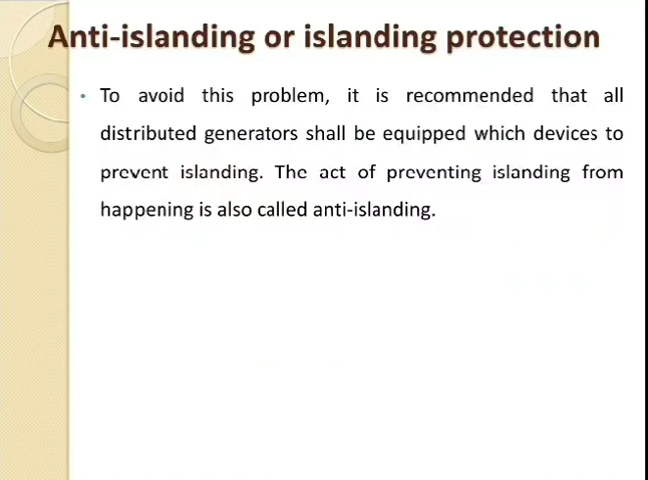 Anti-islanding or islanding protection
• To avoid this problem, it is recommended that all
distributed generators shall be equipped which devices to
prevent islanding. The act of preventing islanding from
happening is also called anti-islanding.